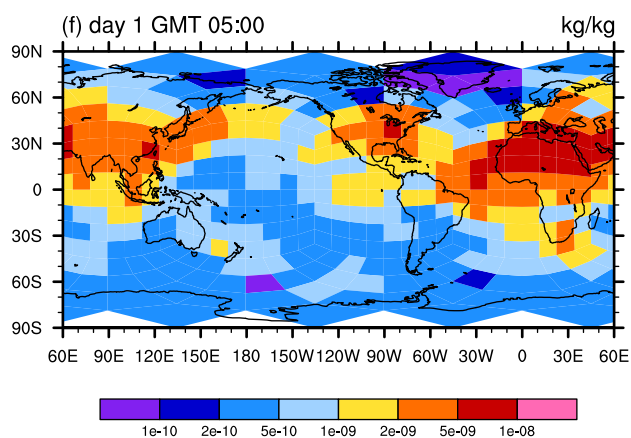 (f) day 1 GMT 05:00 kg/kg
90N
60N
30N
0
30S
60S
90S
60E 90E 120E 150E 180 150W 120W 90W 60W 30W 0 30E 60E
1e-10 2e-10 5e-10 1e-09 2e-09 5e-09 1e-08